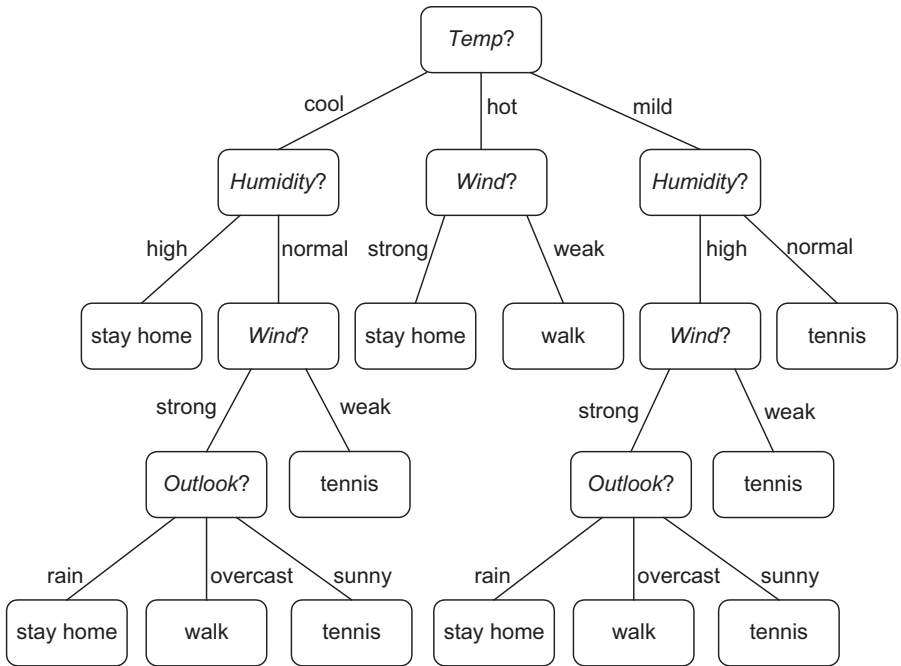 Temp?
cool
hot
mild
Humidity?
Wind?
Humidity?
high
normal
strong
weak
high
normal
stay home
Wind?
stay home
walk
Wind?
tennis
strong
weak
strong
weak
Outlook?
tennis
Outlook?
tennis
rain
overcast
sunny
rain
overcast
sunny
stay home
walk
tennis
stay home
walk
tennis